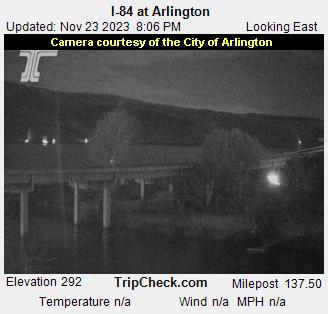 I-84 at Arlington
Updated: Nov 23 2023 8:06 PM Looking East
Camera courtesy of the City of Arlington
Elevation 292 TripCheck.com Milepost 137.50
Temperature n/a Wind n/a MPH n/a